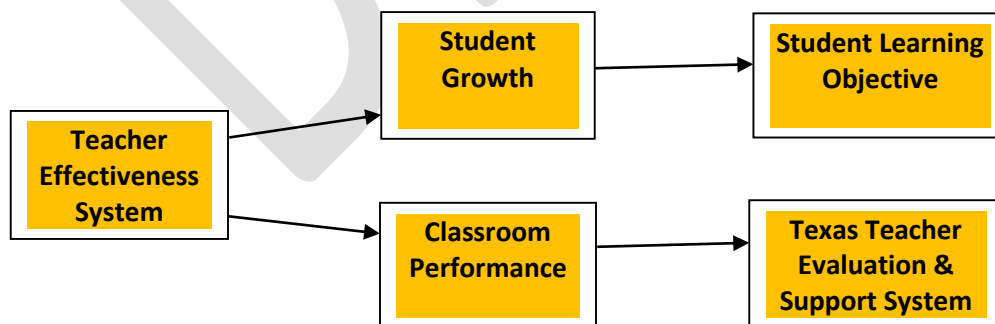 Student
Growth
Student Learning
Objective
Teacher
Effectiveness
System
Classroom
Performance
Texas Teacher
Evaluation &
Support System